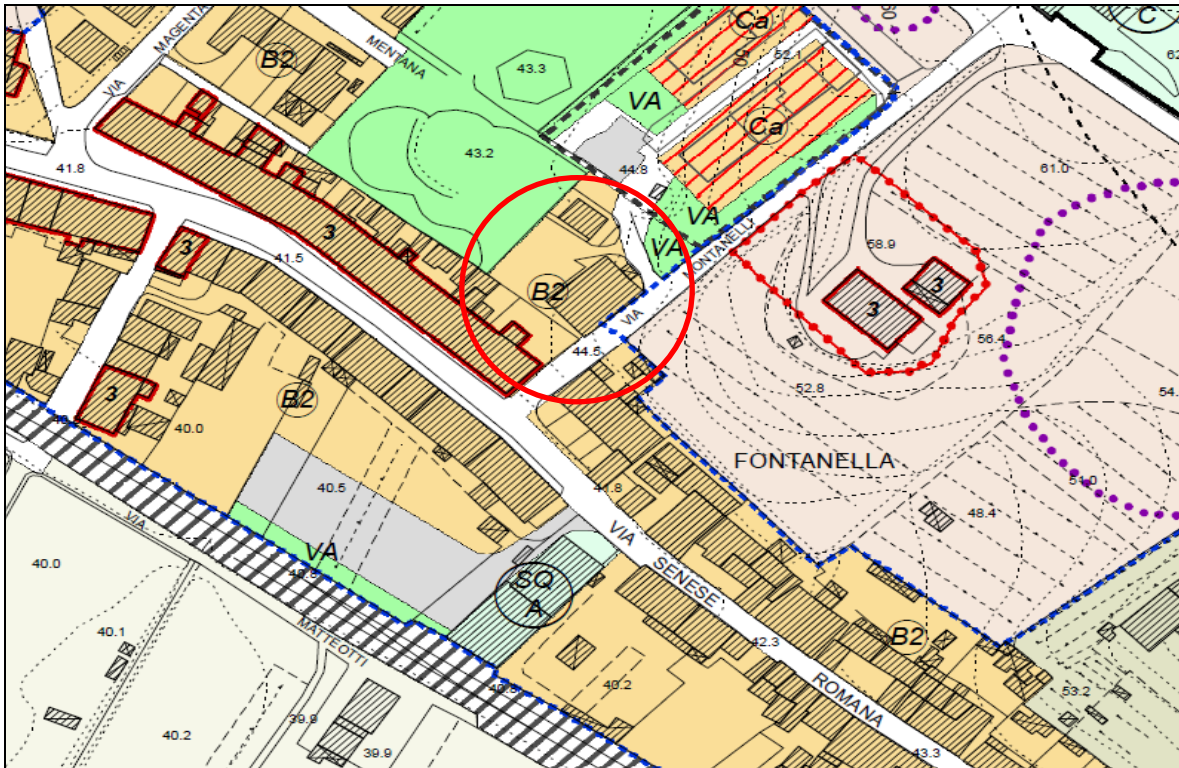 Ca
C
62
VIA MAGENTA
MENTANA
B2
43.3
52.1
50
VA
Ca
41.8
43.2
44.8
61.0
3
VA
58.9
3
41.5
VA
FONTANELLA
3
3
B2
VIA
56.4
44.5
54.
52.8
3
B2
40.0
FONTANELLA
41.8
51.0
40.5
48.4
VIA
VA
VIA SENESE ROMANA
40.0
SQ
A
40.1
MATTEOTTI
42.3
B2
53.2
40.2
39.9
40.2
39.9
43.3